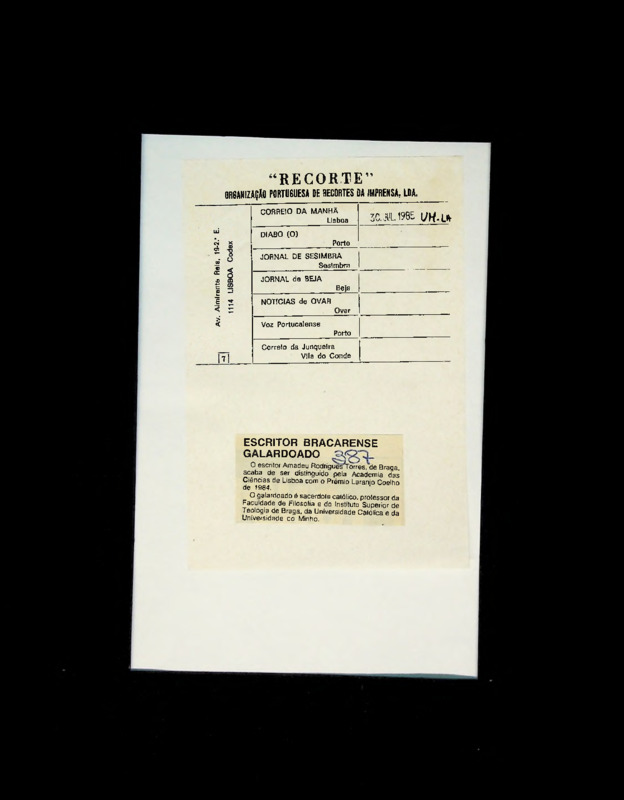 "RECORTE"
ORGANIZAÇÃO PORTUGUESA DE RECORTES DA IMPRENSA, LDA.
Av. Almirante Reis, 19-2.º E.
1114 LISBOA Codex
7
CORREIO DA MANHÃ
Lisboa
30. JUL. 1985 VH-LA
DIABO (O)
Porto
JORNAL DE SESIMBRA
Sesimbra
JORNAL de BEJA
Beja
NOTICIAS de OVAR
Ovar
Voz Portucalense
Porto
Correio da Junqueira
Vila do Conde
ESCRITOR BRACARENSE
GALARDOADO 387
O escritor Amadeu Rodrigues Torres, de Braga,
acaba de ser distinguido pela Academia das
Ciências de Lisboa com o Prémio Laranjo Coelho
de 1984.
O galardoado é sacerdote católico, professor da
Faculdade de Filosofia e do Instituto Superior de
Teologia de Braga, da Universidade Católica e da
Universidade do Minho.